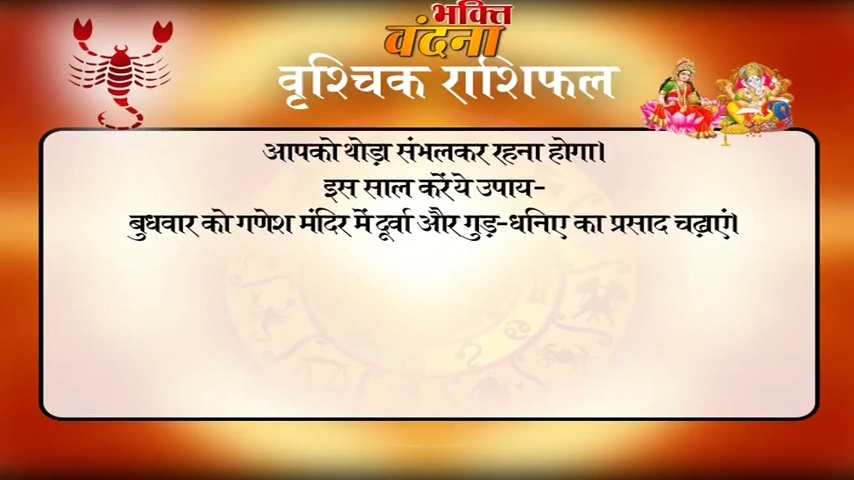 भक्ति
वंदना
वृश्चिक राशिफल
आपको थोड़ा संभलकर रहना होगा।
इस साल करें ये उपाय-
बुधवार को गणेश मंदिर में दूर्वा और गुड़-धनिए का प्रसाद चढ़ाएं।